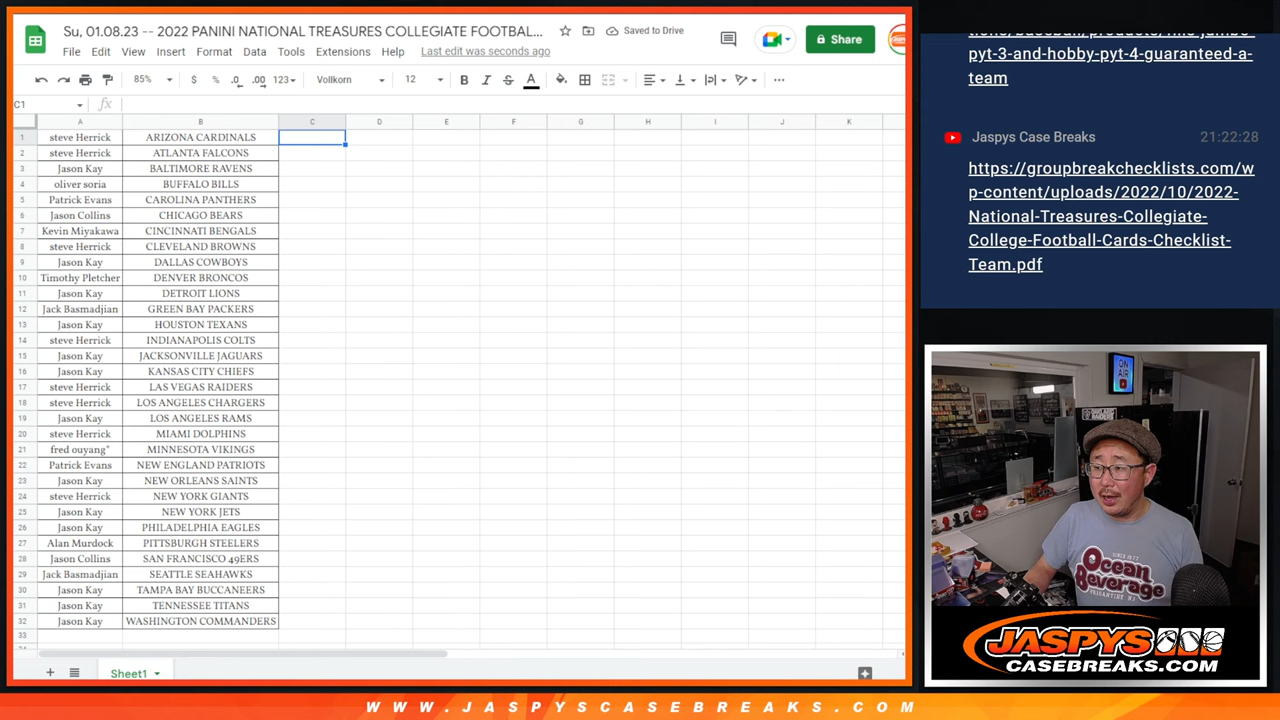 Su, 01.08.23 -- 2022 PANINI NATIONAL TREASURES COLLEGIATE FOOTBAL...
Saved to Drive
Share
File Edit View Insert Format Data Tools Extensions Help Last edit was seconds ago
85% $ % .0 .00 123 Vollkorn 12 B I S A
C1 fx
A B C D E F G H I J K
1 steve Herrick ARIZONA CARDINALS
2 steve Herrick ATLANTA FALCONS
3 Jason Kay BALTIMORE RAVENS
4 oliver soria BUFFALO BILLS
5 Patrick Evans CAROLINA PANTHERS
6 Jason Collins CHICAGO BEARS
7 Kevin Miyakawa CINCINNATI BENGALS
8 steve Herrick CLEVELAND BROWNS
9 Jason Kay DALLAS COWBOYS
10 Timothy Pletcher DENVER BRONCOS
11 Jason Kay DETROIT LIONS
12 Jack Basmadjian GREEN BAY PACKERS
13 Jason Kay HOUSTON TEXANS
14 steve Herrick INDIANAPOLIS COLTS
15 Jason Kay JACKSONVILLE JAGUARS
16 Jason Kay KANSAS CITY CHIEFS
17 steve Herrick LAS VEGAS RAIDERS
18 steve Herrick LOS ANGELES CHARGERS
19 Jason Kay LOS ANGELES RAMS
20 steve Herrick MIAMI DOLPHINS
21 fred ouyang* MINNESOTA VIKINGS
22 Patrick Evans NEW ENGLAND PATRIOTS
23 Jason Kay NEW ORLEANS SAINTS
24 steve Herrick NEW YORK GIANTS
25 Jason Kay NEW YORK JETS
26 Jason Kay PHILADELPHIA EAGLES
27 Alan Murdock PITTSBURGH STEELERS
28 Jason Collins SAN FRANCISCO 49ERS
29 Jack Basmadjian SEATTLE SEAHAWKS
30 Jason Kay TAMPA BAY BUCCANEERS
31 Jason Kay TENNESSEE TITANS
32 Jason Kay WASHINGTON COMMANDERS
33
Sheet1
pyt-3-and-hobby-pyt-4-guaranteed-a-
team
Jaspys Case Breaks 21:22:28
https://groupbreakchecklists.com/w
p-content/uploads/2022/10/2022-
National-Treasures-Collegiate-
College-Football-Cards-Checklist-
Team.pdf
ON
AIR
Ocean
Beverage
JASPYS
CASEBREAKS.COM
WWW.JASPYSCASEBREAKS.COM